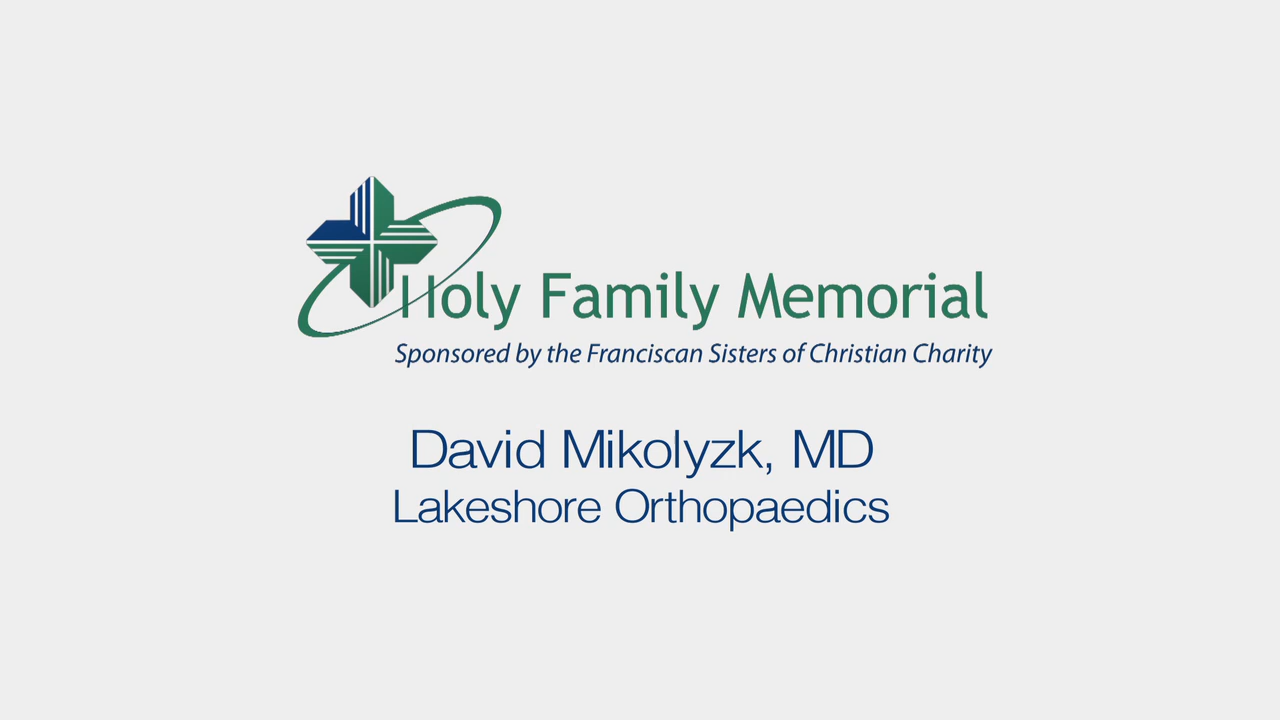 Holy Family Memorial
Sponsored by the Franciscan Sisters of Christian Charity
David Mikolyzk, MD
Lakeshore Orthopaedics